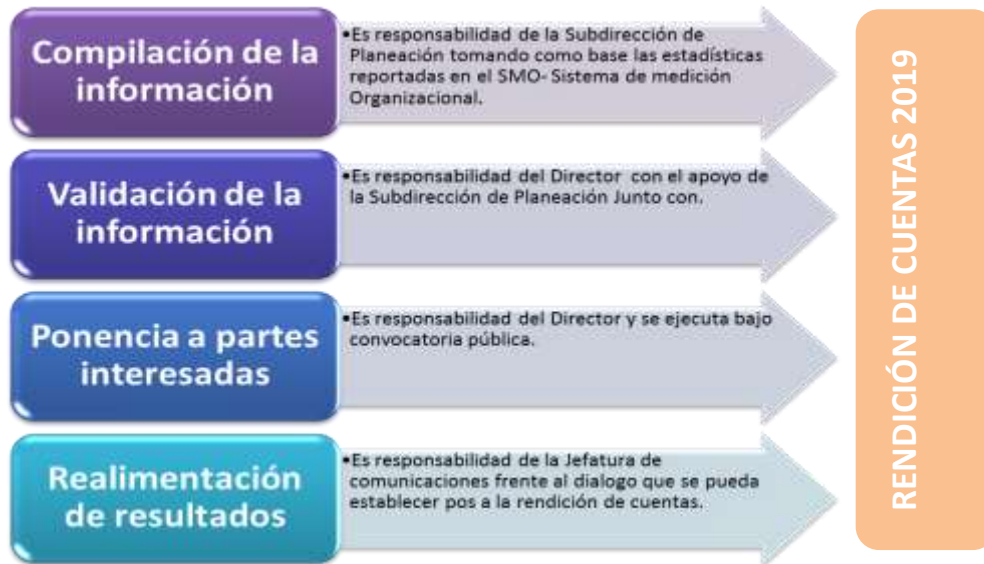 Compilación de la
información
•Es responsabilidad de la Subdirección de
Planeación tomando como base las estadísticas
reportadas en el SMO- Sistema de medición
Organizacional.
Validación de la
información
•Es responsabilidad del Director con el apoyo de
la Subdirección de Planeación Junto con.
Ponencia a partes
interesadas
•Es responsabilidad del Director y se ejecuta bajo
convocatoria pública.
Realimentación
de resultados
•Es responsabilidad de la Jefatura de
comunicaciones frente al dialogo que se pueda
establecer pos a la rendición de cuentas.
RENDICIÓN DE CUENTAS 2019